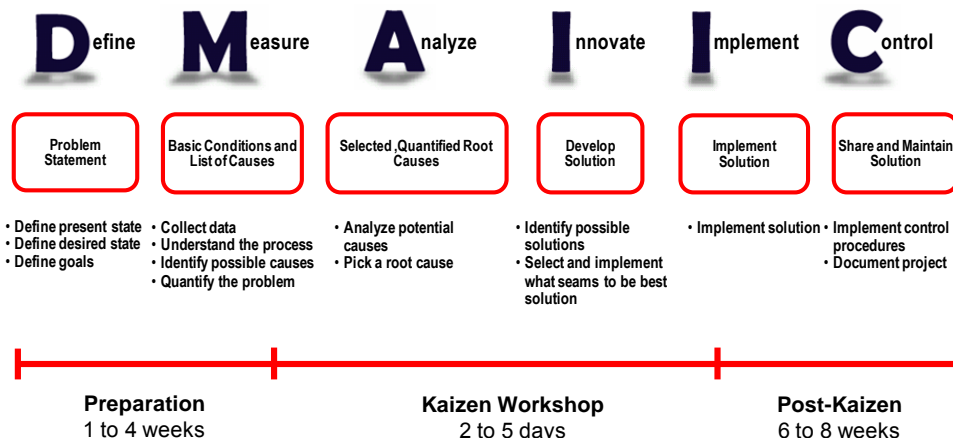 Define Measure Analyze Innovate Implement Control
Problem
Statement
Basic Conditions and
List of Causes
Selected ,Quantified Root
Causes
Develop
Solution
Implement
Solution
Share and Maintain
Solution
• Define present state
• Define desired state
• Define goals
• Collect data
• Understand the process
• Identify possible causes
• Quantify the problem
• Analyze potential
causes
• Pick a root cause
• Identify possible
solutions
• Select and implement
what seams to be best
solution
• Implement solution
• Implement control
procedures
• Document project
Preparation
1 to 4 weeks
Kaizen Workshop
2 to 5 days
Post-Kaizen
6 to 8 weeks